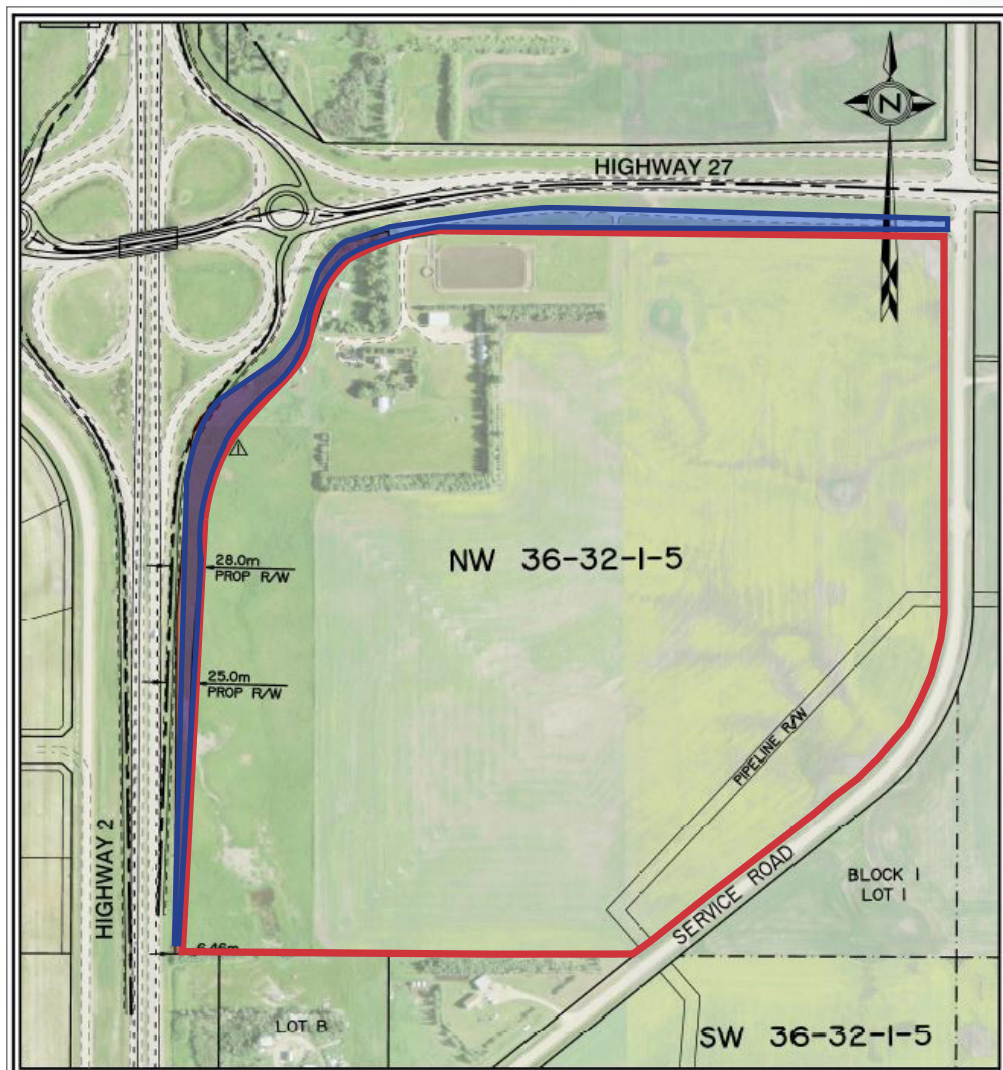 N
HIGHWAY 27
28.0m
PROP R/W
NW 36-32-1-5
25.0m
PROP R/W
PIPELINE R/W
HIGHWAY 2
SERVICE ROAD
BLOCK 1
LOT 1
6.46m
LOT B
SW 36-32-1-5